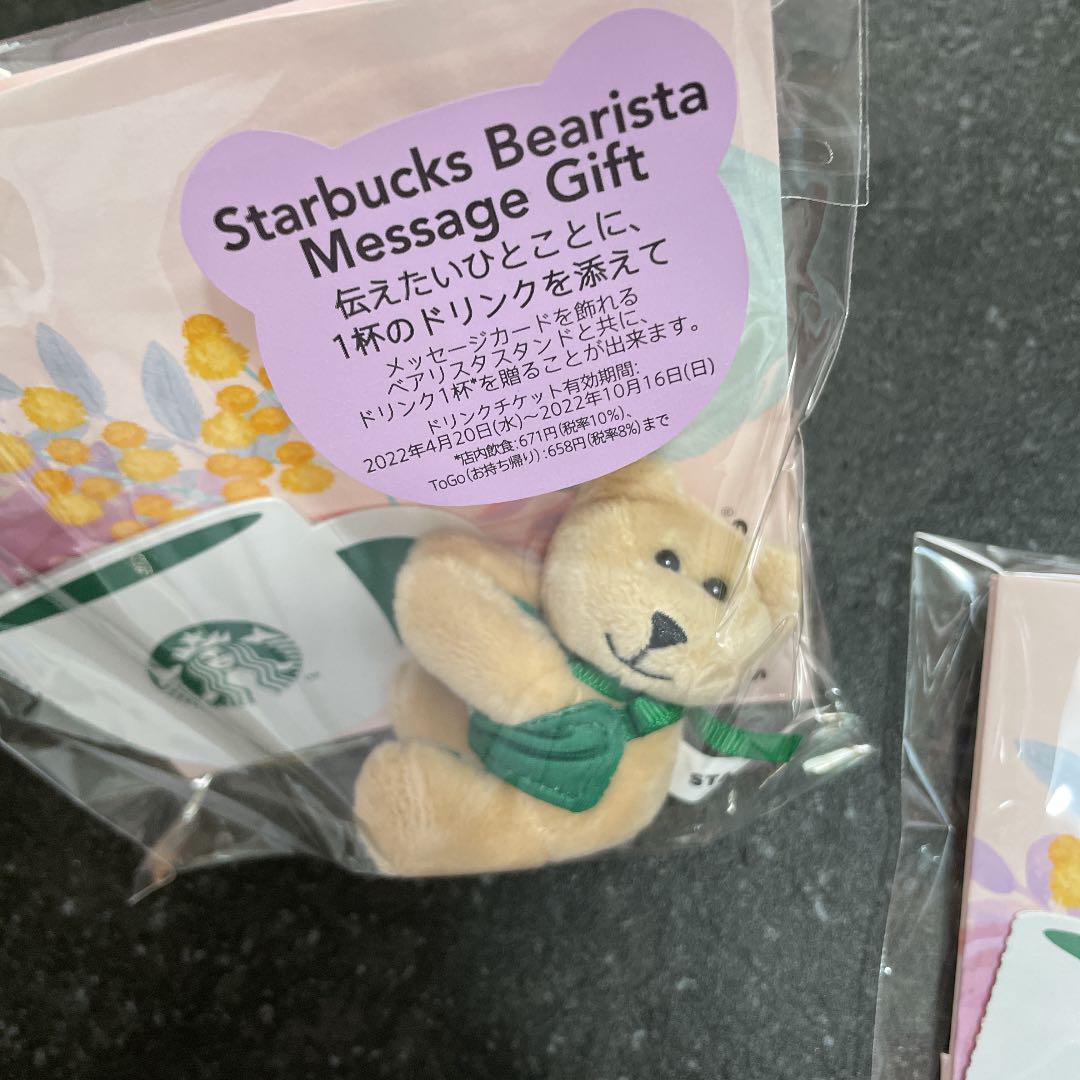 Starbucks Bearista
Message Gift
伝えたいひとことに、
1杯のドリンクを添えて
メッセージカードを飾れる
ベアリスタスタンドと共に、
ドリンク1杯*を贈ることが出来ます。
ドリンクチケット有効期間:
2022年4月20日(水)～2022年10月16日(日)
*店内飲食:671円(税率10%)、
ToGo(お持ち帰り):658円(税率8%)まで
TM
®
STA